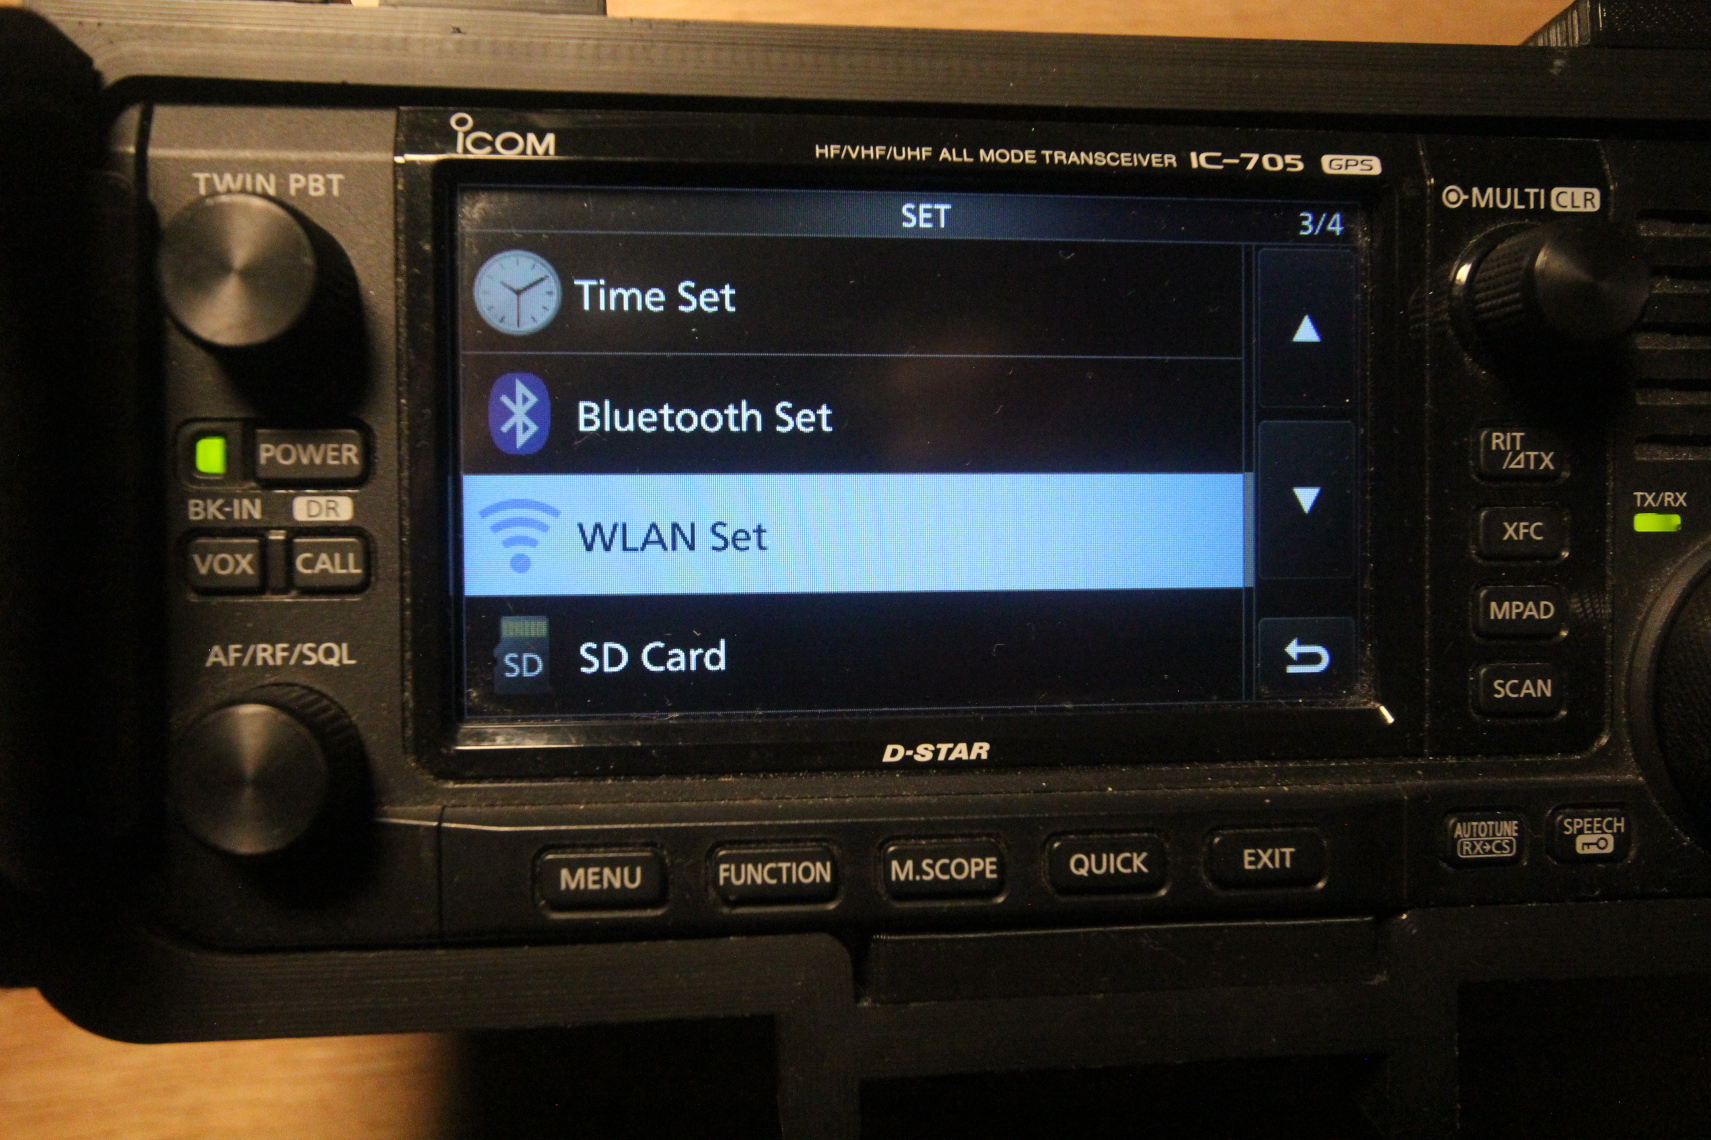 ICOM
HF/VHF/UHF ALL MODE TRANSCEIVER IC-705 GPS
TWIN PBT
MULTI CLR
SET 3/4
Time Set
Bluetooth Set
WLAN Set
SD SD Card
POWER
BK-IN DR
VOX CALL
AF/RF/SQL
RIT
/⊿TX
TX/RX
XFC
MPAD
SCAN
D-STAR
MENU FUNCTION M.SCOPE QUICK EXIT
AUTOTUNE
RX→CS
SPEECH